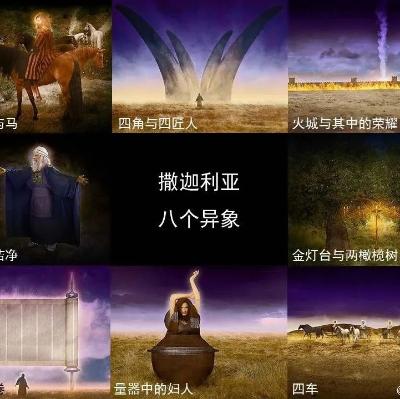 与马
四角与四匠人
火城与其中的荣耀
撒迦利亚
八个异象
洁净
金灯台与两橄榄树
卷
量器中的妇人
四车